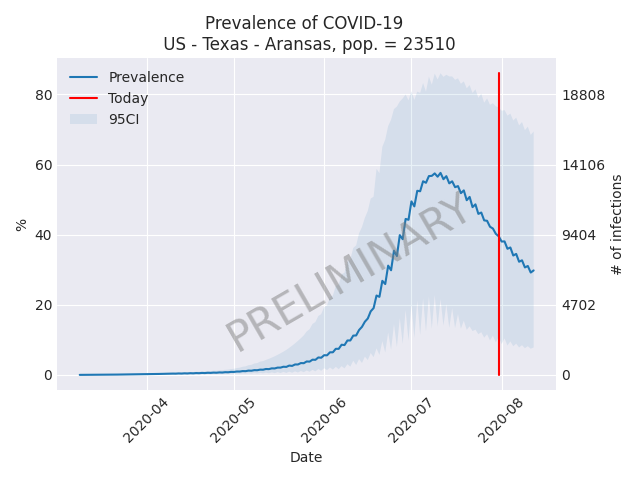 Prevalence of COVID-19
US - Texas - Aransas, pop. = 23510
Prevalence
Today
95CI
80
60
40
20
0
%
18808
14106
9404
4702
0
# of infections
PRELIMINARY
2020-04
2020-05
2020-06
2020-07
2020-08
Date